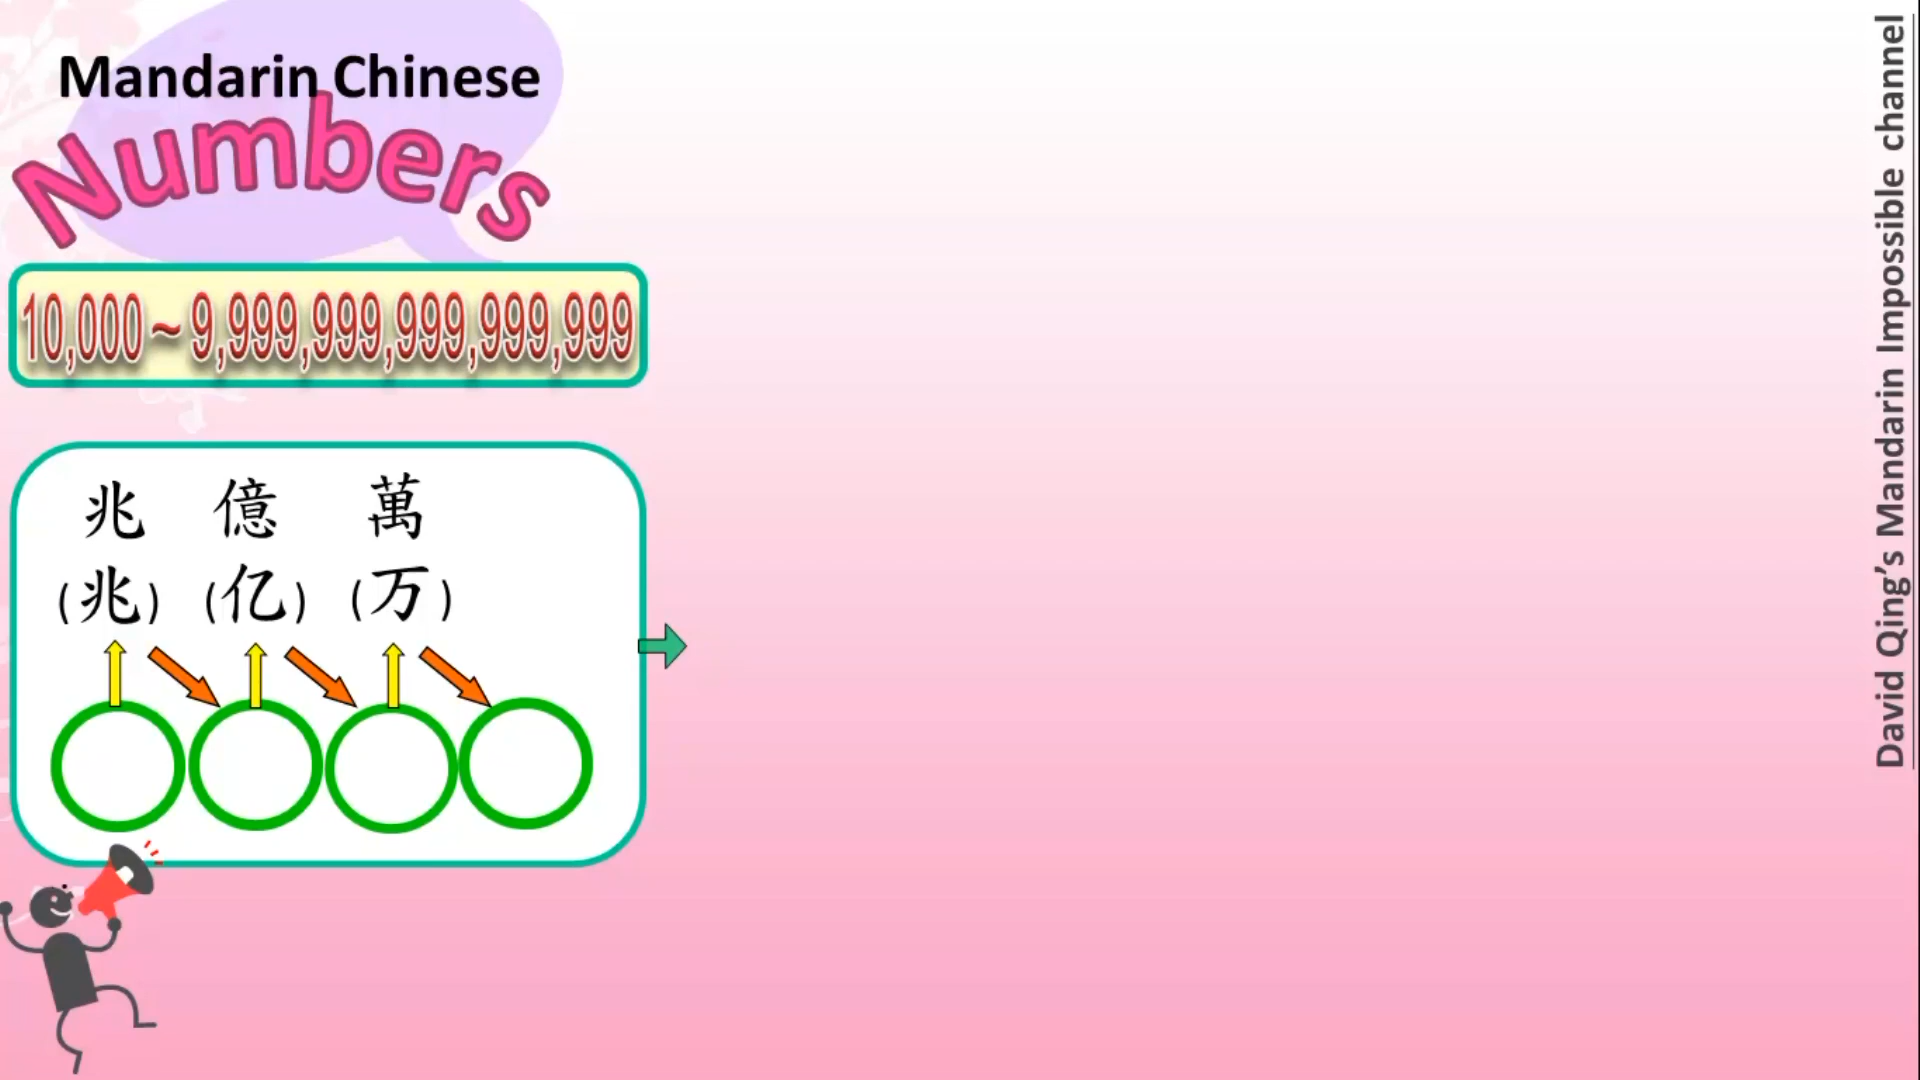 Mandarin Chinese
Numbers
10,000 ~ 9,999,999,999,999,999
兆 億 萬
(兆) (亿) (万)
David Qing's Mandarin Impossible channel